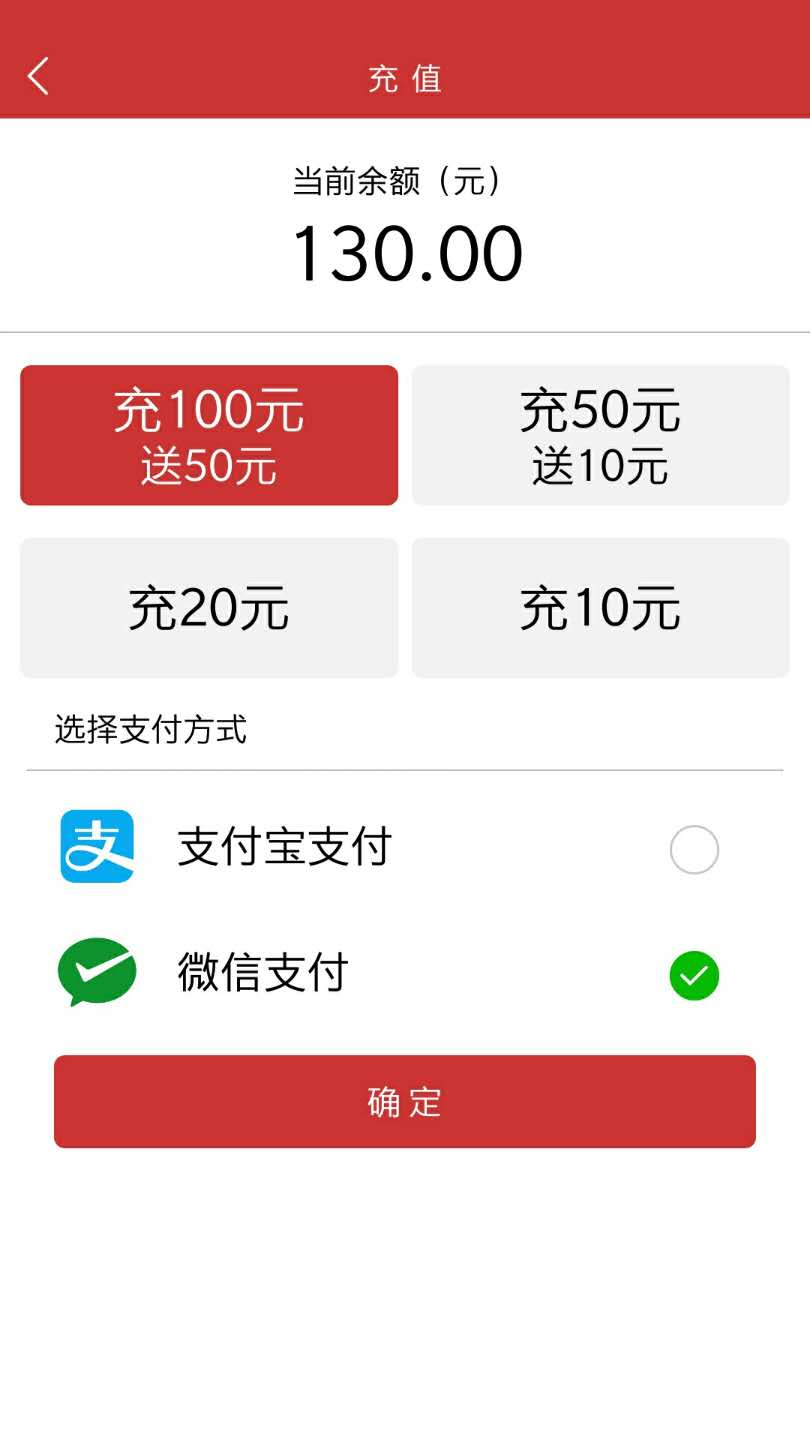 充值
当前余额（元）
130.00
充100元
送50元
充50元
送10元
充20元
充10元
选择支付方式
支
支付宝支付
微信支付
确定